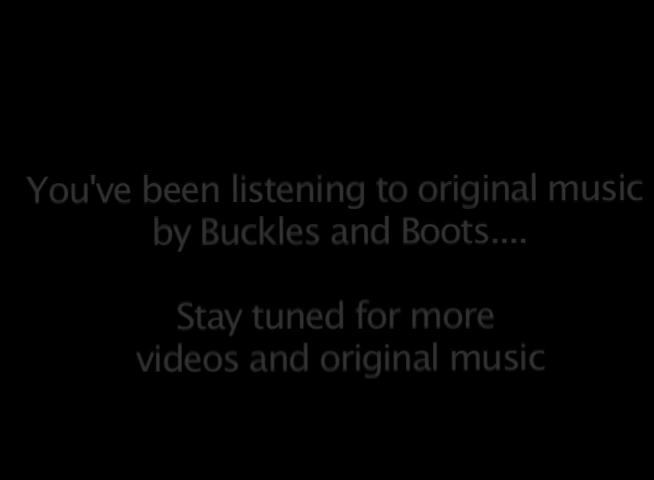 You've been listening to original music
by Buckles and Boots....
Stay tuned for more
videos and original music